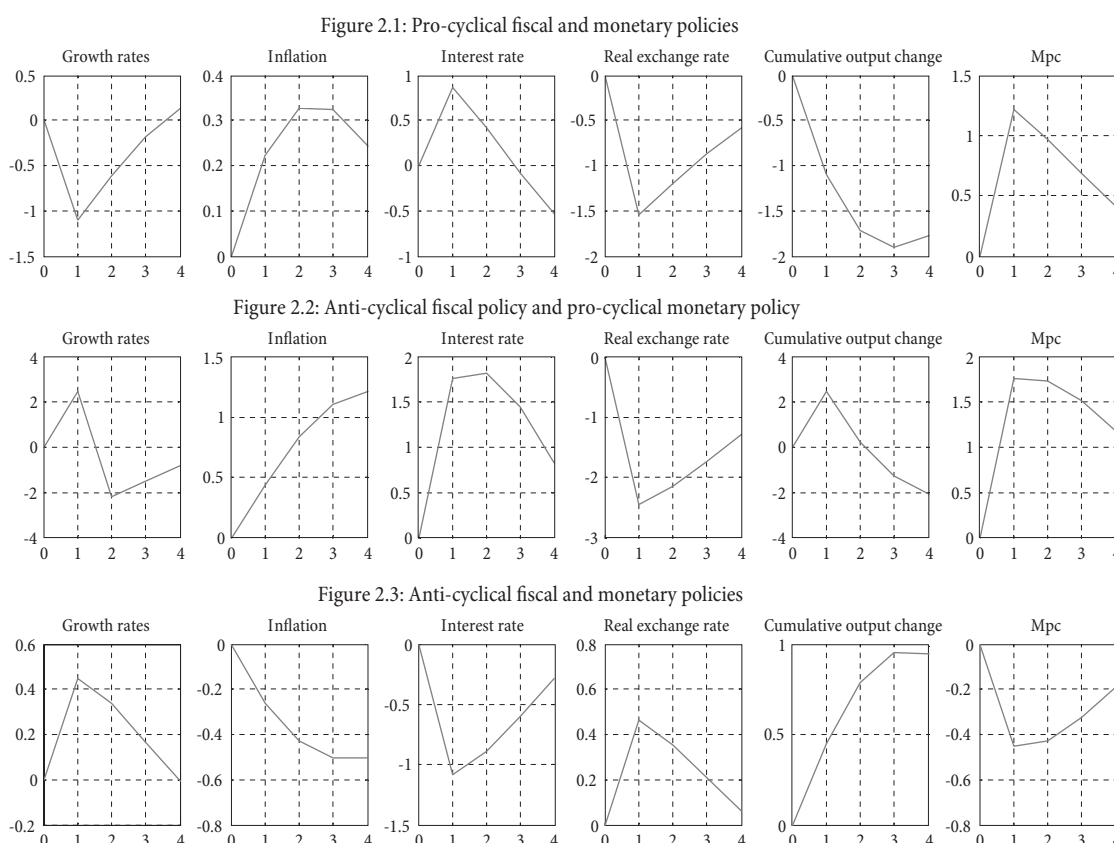 Figure 2.1: Pro-cyclical fiscal and monetary policies
Growth rates Inflation Interest rate Real exchange rate Cumulative output change Mpc
0.5 0.4 1 0 0 1.5
0 0.3 0.5 -0.5 -0.5 1
-0.5 0.2 0 -1 -1 0.5
-1 0.1 -0.5 -1.5 -1.5
-1.5 0 -1 -2 -2 0
0 1 2 3 4 0 1 2 3 4 0 1 2 3 4 0 1 2 3 4 0 1 2 3 4 0 1 2 3 4
Figure 2.2: Anti-cyclical fiscal policy and pro-cyclical monetary policy
Growth rates Inflation Interest rate Real exchange rate Cumulative output change Mpc
4 1.5 2 0 4 2
2 1 1.5 -1 2 1.5
0 0.5 1 -2 0 1
-2 0.5 -2 0.5
-4 0 0 -3 -4 0
0 1 2 3 4 0 1 2 3 4 0 1 2 3 4 0 1 2 3 4 0 1 2 3 4 0 1 2 3 4
Figure 2.3: Anti-cyclical fiscal and monetary policies
Growth rates Inflation Interest rate Real exchange rate Cumulative output change Mpc
0.6 0 0 0.8 1 0
0.4 -0.2 -0.5 0.6 0.5 -0.2
0.2 -0.4 -1 0.4 -0.4
0 -0.6 0.2 -0.6
-0.2 -0.8 -1.5 0 0 -0.8
0 1 2 3 4 0 1 2 3 4 0 1 2 3 4 0 1 2 3 4 0 1 2 3 4 0 1 2 3 4